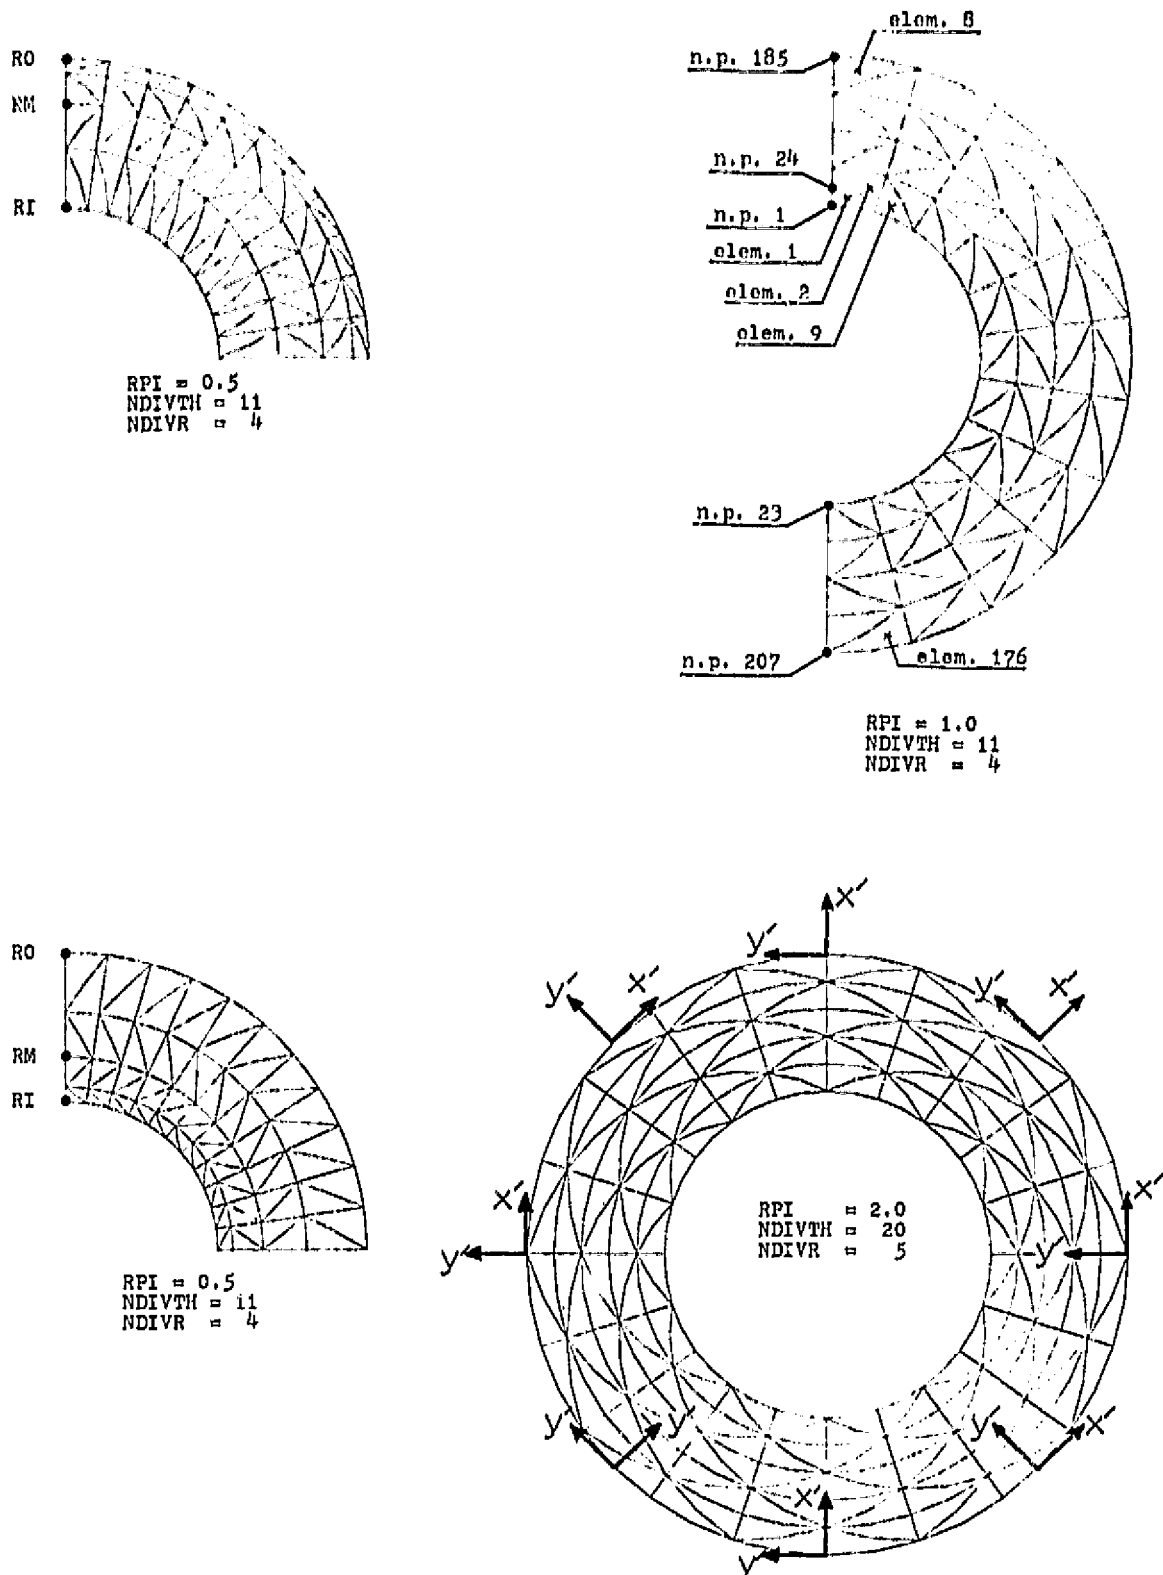 RO
NM
RI
RPI = 0.5
NDIVTH = 11
NDIVR = 4
elem. 8
n.p. 185
n.p. 24
n.p. 1
elem. 1
elem. 2
elem. 9
n.p. 23
n.p. 207
elem. 176
RPI = 1.0
NDIVTH = 11
NDIVR = 4
RO
RM
RI
RPI = 0.5
NDIVTH = 11
NDIVR = 4
x′
y′
y′ x′
y′ x′
x′
y′
x′
y′
RPI = 2.0
NDIVTH = 20
NDIVR = 5
y′ y′
y′ x′
x′
y′